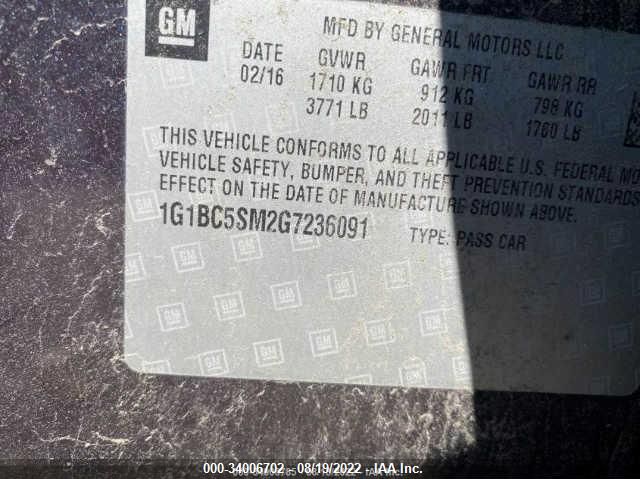 GM
MFD BY GENERAL MOTORS LLC
DATE GVWR GAWR FRT GAWR RR
02/16 1710 KG 912 KG 798 KG
3771 LB 2011 LB 1760 LB
THIS VEHICLE CONFORMS TO ALL APPLICABLE U.S. FEDERAL MO
VEHICLE SAFETY, BUMPER, AND THEFT PREVENTION STANDARDS
EFFECT ON THE DATE OF MANUFACTURE SHOWN ABOVE.
1G1BC5SM2G7236091 TYPE: PASS CAR
000-34006702 - 08/19/2022 - IAA Inc.